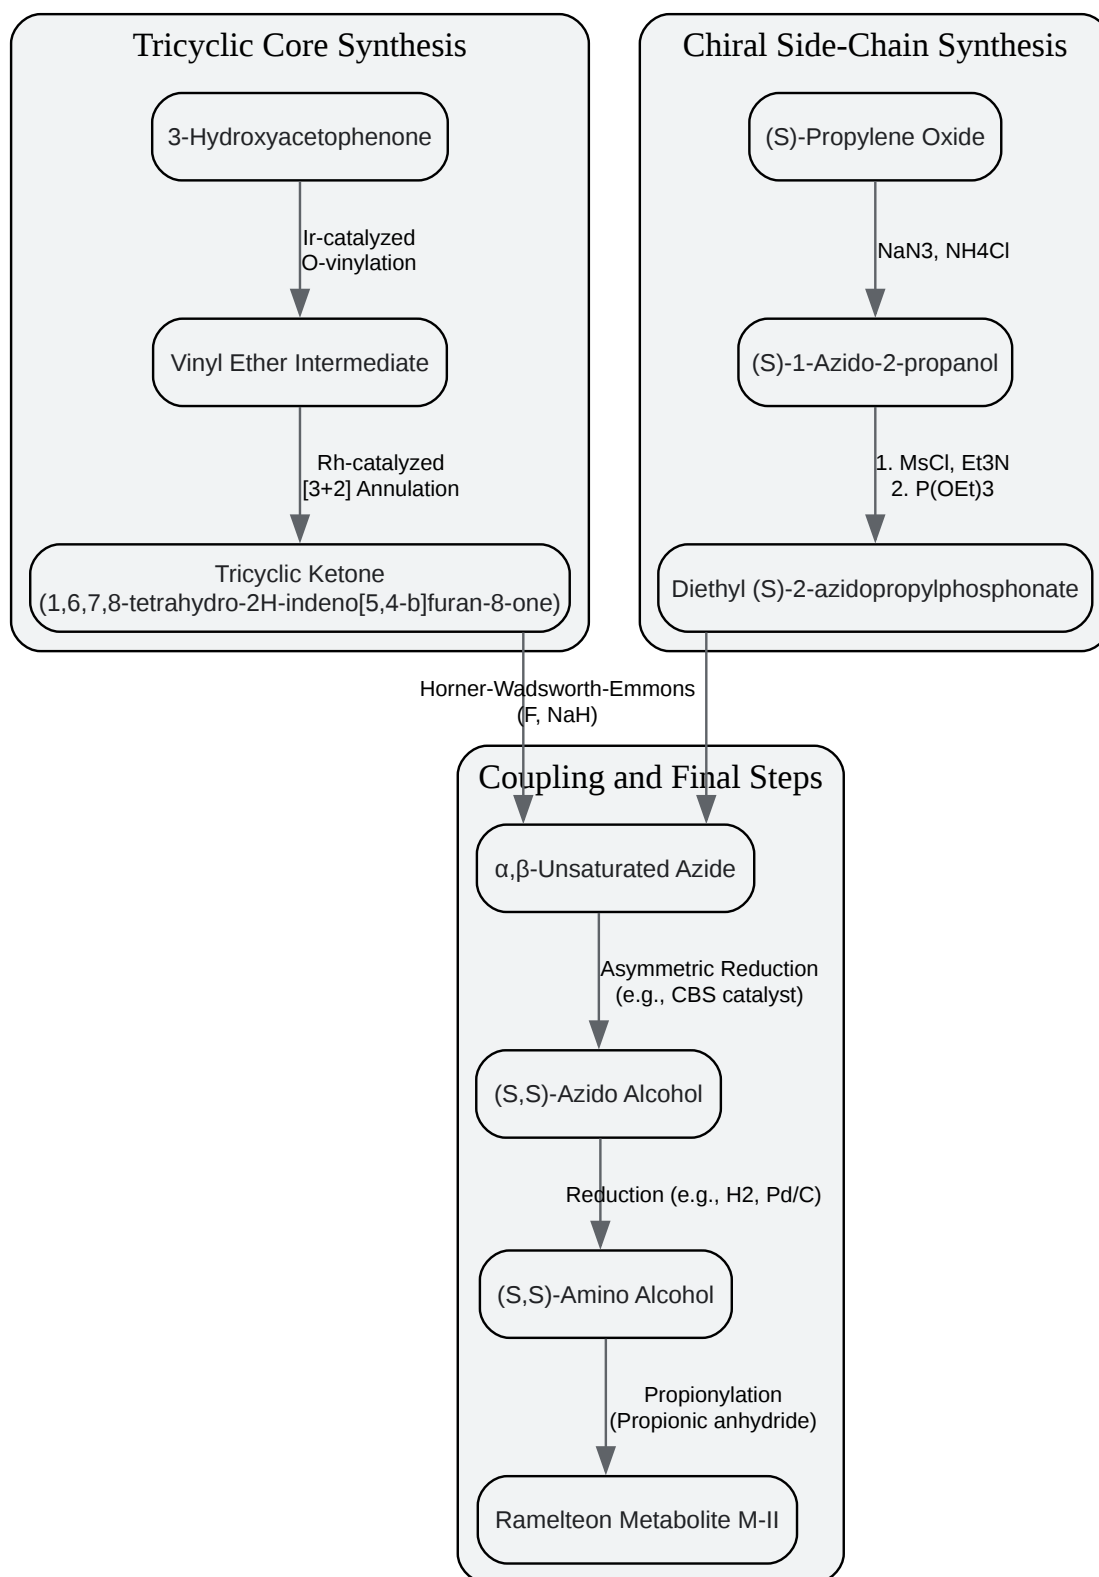 Tricyclic Core Synthesis
3-Hydroxyacetophenone
Ir-catalyzed
O-vinylation
Vinyl Ether Intermediate
Rh-catalyzed
[3+2] Annulation
Tricyclic Ketone
(1,6,7,8-tetrahydro-2H-indeno[5,4-b]furan-8-one)
Chiral Side-Chain Synthesis
(S)-Propylene Oxide
NaN3, NH4Cl
(S)-1-Azido-2-propanol
1. MsCl, Et3N
2. P(OEt)3
Diethyl (S)-2-azidopropylphosphonate
Horner-Wadsworth-Emmons
(F, NaH)
Coupling and Final Steps
α,β-Unsaturated Azide
Asymmetric Reduction
(e.g., CBS catalyst)
(S,S)-Azido Alcohol
Reduction (e.g., H2, Pd/C)
(S,S)-Amino Alcohol
Propionylation
(Propionic anhydride)
Ramelteon Metabolite M-II